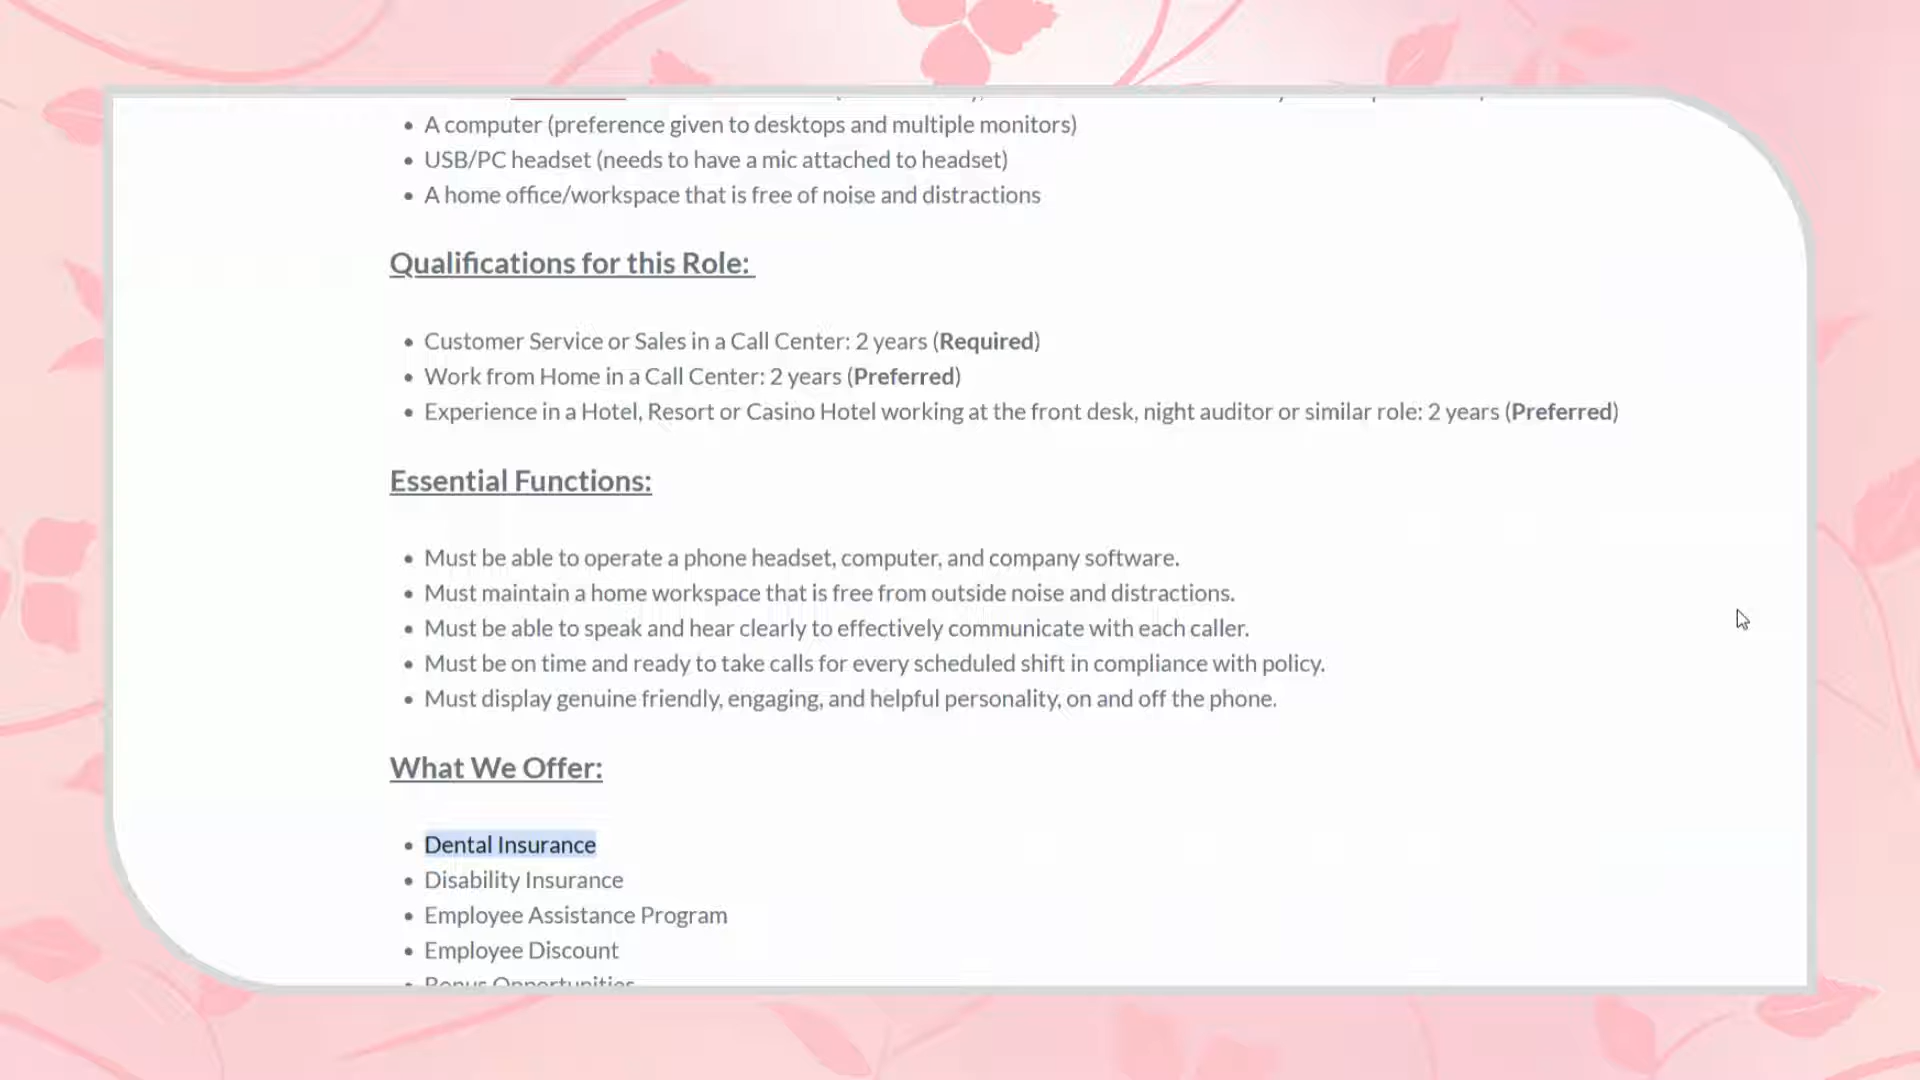 • A computer (preference given to desktops and multiple monitors)
• USB/PC headset (needs to have a mic attached to headset)
• A home office/workspace that is free of noise and distractions
Qualifications for this Role:
• Customer Service or Sales in a Call Center: 2 years (Required)
• Work from Home in a Call Center: 2 years (Preferred)
• Experience in a Hotel, Resort or Casino Hotel working at the front desk, night auditor or similar role: 2 years (Preferred)
Essential Functions:
• Must be able to operate a phone headset, computer, and company software.
• Must maintain a home workspace that is free from outside noise and distractions.
• Must be able to speak and hear clearly to effectively communicate with each caller.
• Must be on time and ready to take calls for every scheduled shift in compliance with policy.
• Must display genuine friendly, engaging, and helpful personality, on and off the phone.
What We Offer:
• Dental Insurance
• Disability Insurance
• Employee Assistance Program
• Employee Discount
• Bonus Opportunities